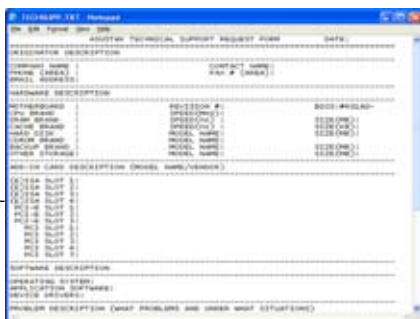 TECHSUPP.TXT - Notepad
File Edit Format View Help
ASUSTEK TECHNICAL SUPPORT REQUEST FORM DATE:
ORIGINATOR DESCRIPTION
COMPANY NAME : CONTACT NAME:
PHONE (AREA) : FAX # (AREA):
EMAIL ADDRESS:
HARDWARE DESCRIPTION
MOTHERBOARD : REVISION #: BIOS:
CPU BRAND : SPEED(MHz):
DRAM BRAND : SPEED(ns) : SIZE(MB):
CACHE BRAND : SPEED(ns) : SIZE(KB):
HARD DISK : MODEL NAME: SIZE(MB):
CDROM BRAND : MODEL NAME:
BACKUP BRAND : MODEL NAME: SIZE(MB):
OTHER STORAGE: MODEL NAME: SIZE(MB):
ADD-ON CARD DESCRIPTION (MODEL NAME/VENDOR)
(E)ISA SLOT 1:
(E)ISA SLOT 2:
(E)ISA SLOT 3:
(E)ISA SLOT 4:
PCI-E SLOT 1:
PCI-E SLOT 2:
PCI-E SLOT 3:
PCI SLOT 1:
PCI SLOT 2:
PCI SLOT 3:
PCI SLOT 4:
PCI SLOT 5:
SOFTWARE DESCRIPTION
OPERATING SYSTEM:
APPLICATION SOFTWARE:
DEVICE DRIVERS:
PROBLEM DESCRIPTION (WHAT PROBLEMS AND UNDER WHAT SITUATIONS)